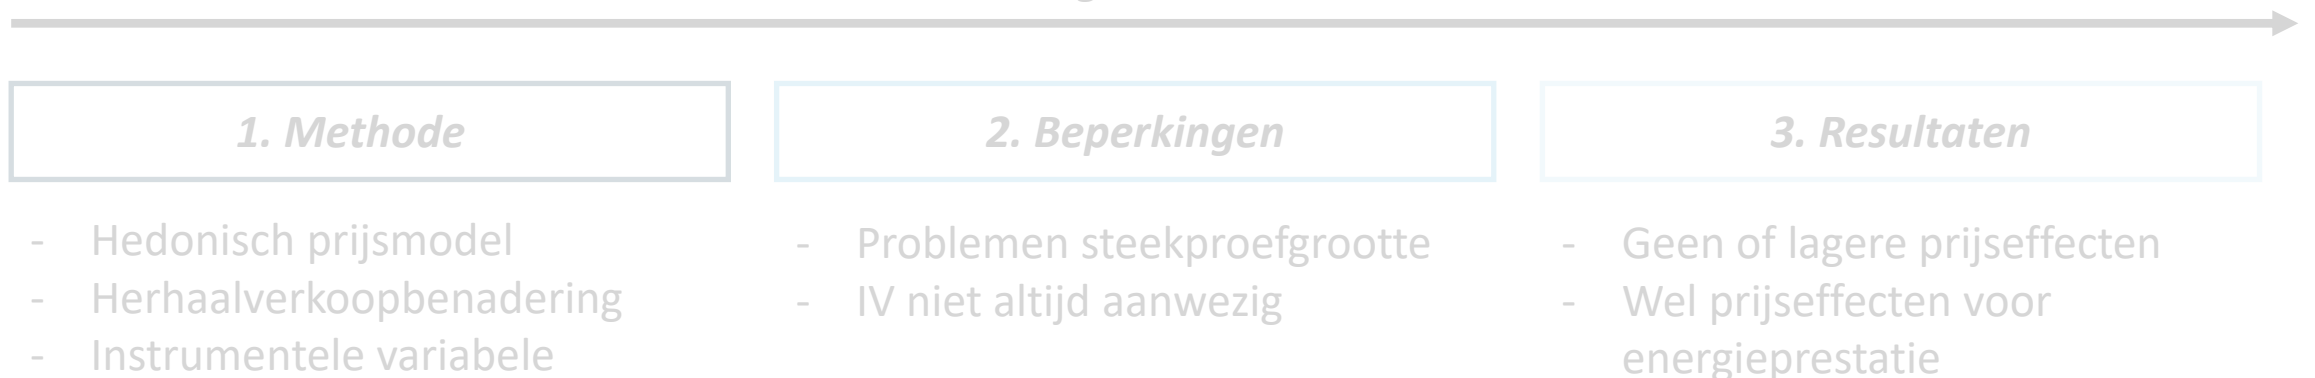 1. Methode
- Hedonisch prijsmodel
- Herhaalverkoopbenadering
- Instrumentele variabele
2. Beperkingen
- Problemen steekproefgrootte
- IV niet altijd aanwezig
3. Resultaten
- Geen of lagere prijseffecten
- Wel prijseffecten voor
energieprestatie